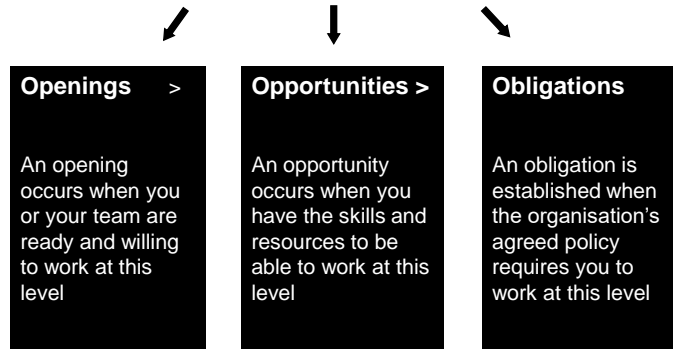 Openings >
An opening
occurs when you
or your team are
ready and willing
to work at this
level
Opportunities >
An opportunity
occurs when you
have the skills and
resources to be
able to work at this
level
Obligations
An obligation is
established when
the organisation's
agreed policy
requires you to
work at this level